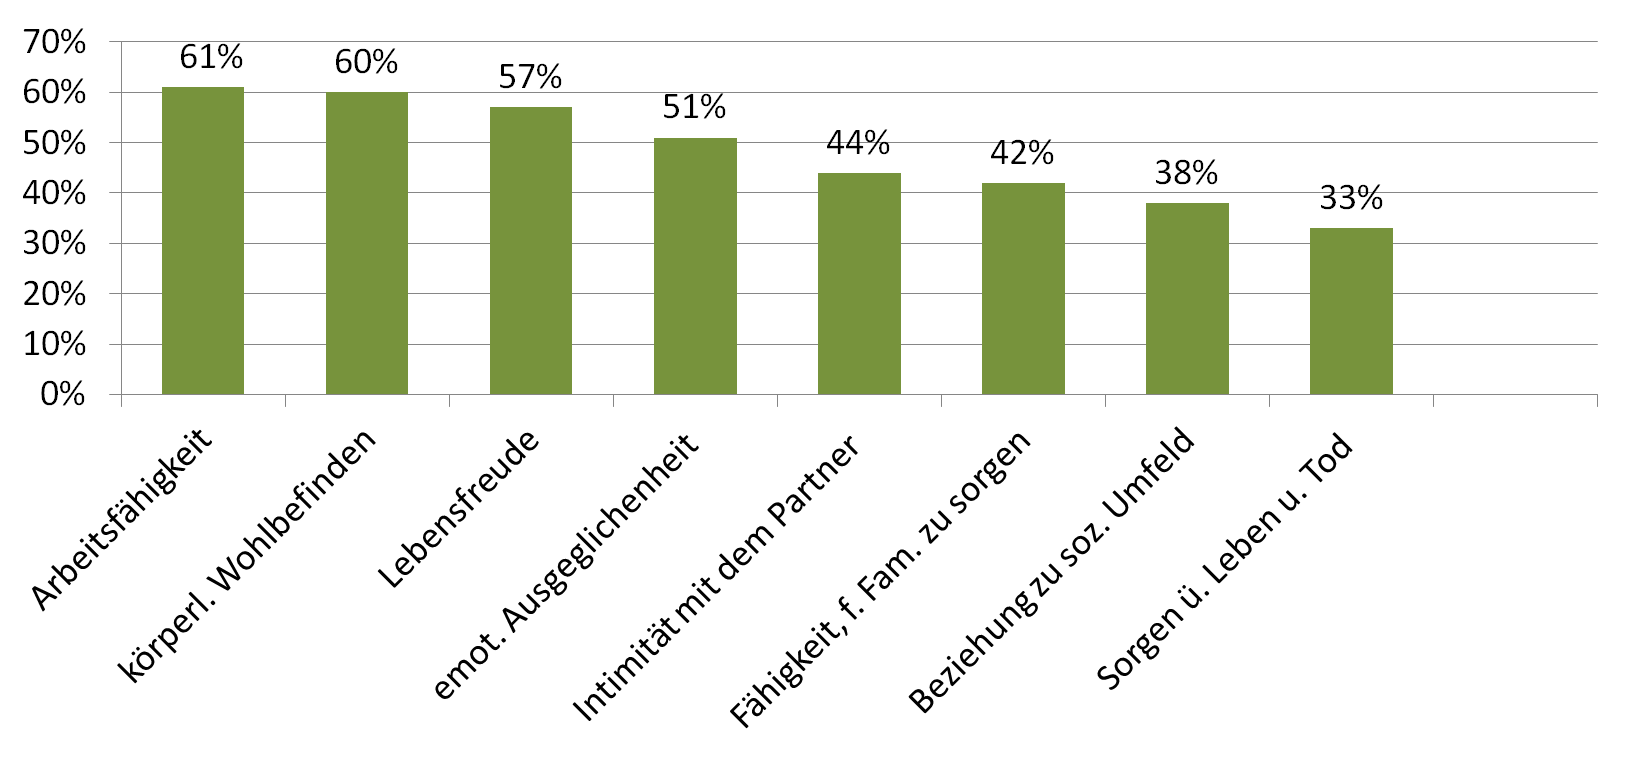 70%
60%
50%
40%
30%
20%
10%
0%
61%
60%
57%
51%
44%
42%
38%
33%
Arbeitsfähigkeit
körperl. Wohlbefinden
Lebensfreude
emot. Ausgeglichenheit
Intimität mit dem Partner
Fähigkeit, f. Fam. zu sorgen
Beziehung zu soz. Umfeld
Sorgen ü. Leben u. Tod